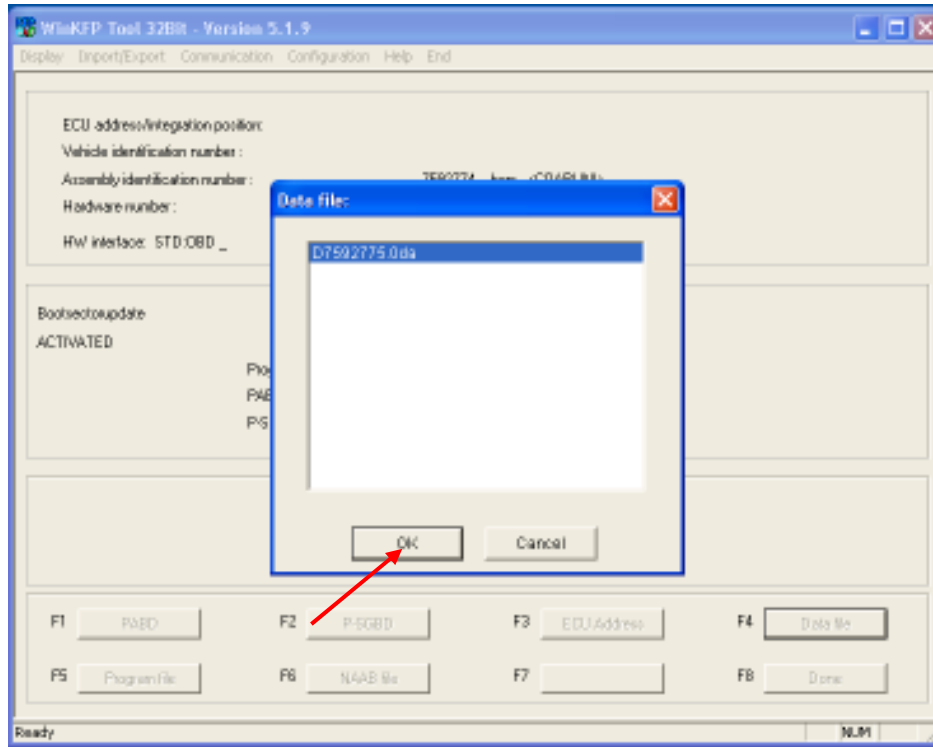 WinKFP Tool 32Bit - Version 5.1.9
Display Import/Export Communication Configuration Help End
ECU address/integration position:
Vehicle identification number :
Assembly identification number :
7592774
Hardware number :
HW interface: STD:OBD _
Data file:
D7592775.0da
Bootsectorupdate
ACTIVATED
Prog
PAB
P-S
OK Cancel
F1 PABD F2 P-SGBD F3 ECU Address F4 Data file
F5 Program file F6 NAAB file F7 F8 Done
Ready NUM